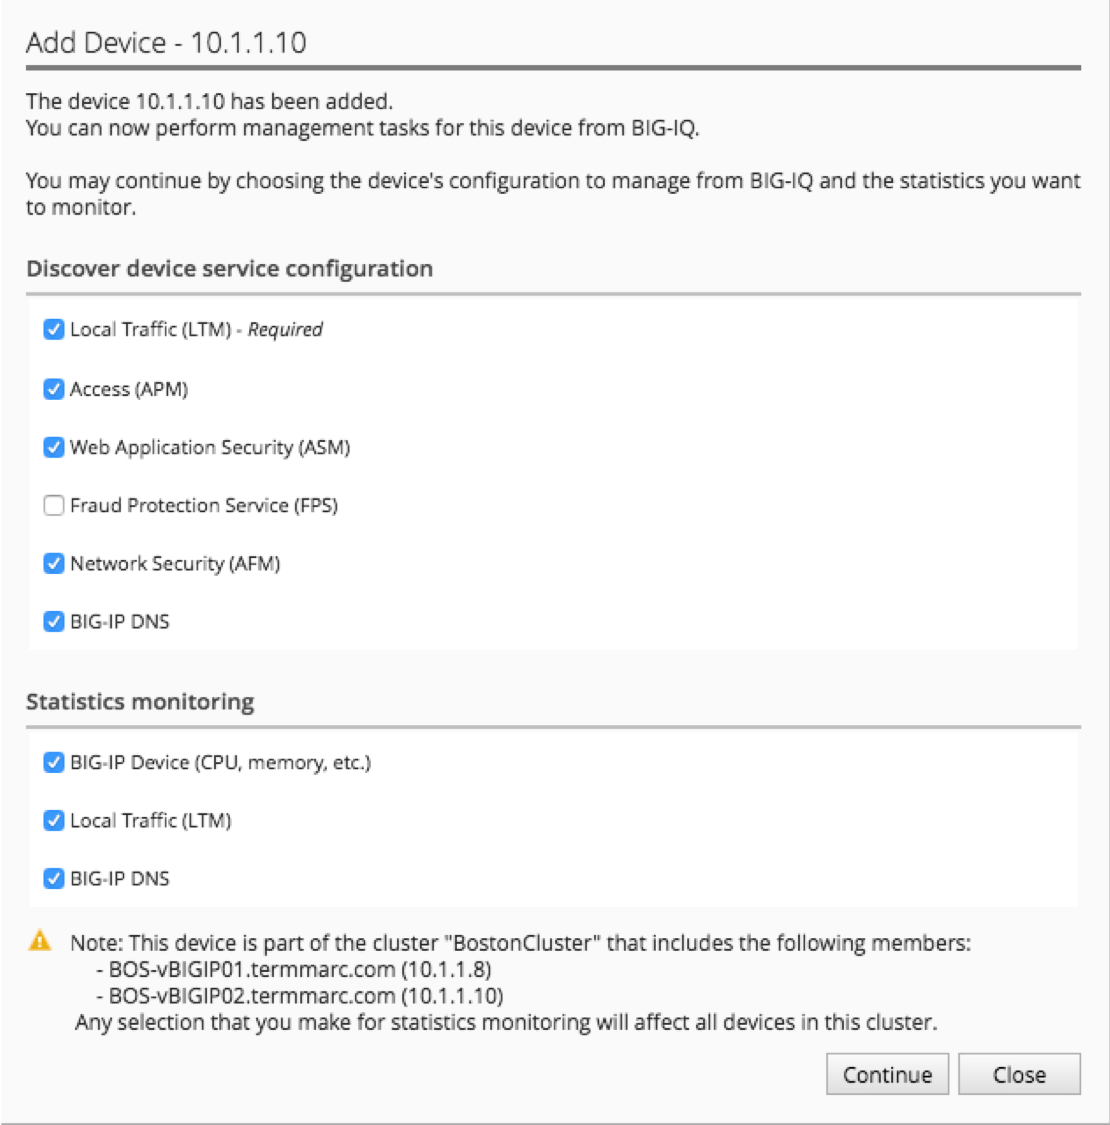 Add Device - 10.1.1.10
The device 10.1.1.10 has been added.
You can now perform management tasks for this device from BIG-IQ.
You may continue by choosing the device's configuration to manage from BIG-IQ and the statistics you want
to monitor.
Discover device service configuration
Local Traffic (LTM) - Required
Access (APM)
Web Application Security (ASM)
Fraud Protection Service (FPS)
Network Security (AFM)
BIG-IP DNS
Statistics monitoring
BIG-IP Device (CPU, memory, etc.)
Local Traffic (LTM)
BIG-IP DNS
Note: This device is part of the cluster "BostonCluster" that includes the following members:
- BOS-vBIGIP01.termmarc.com (10.1.1.8)
- BOS-vBIGIP02.termmarc.com (10.1.1.10)
Any selection that you make for statistics monitoring will affect all devices in this cluster.
Continue Close